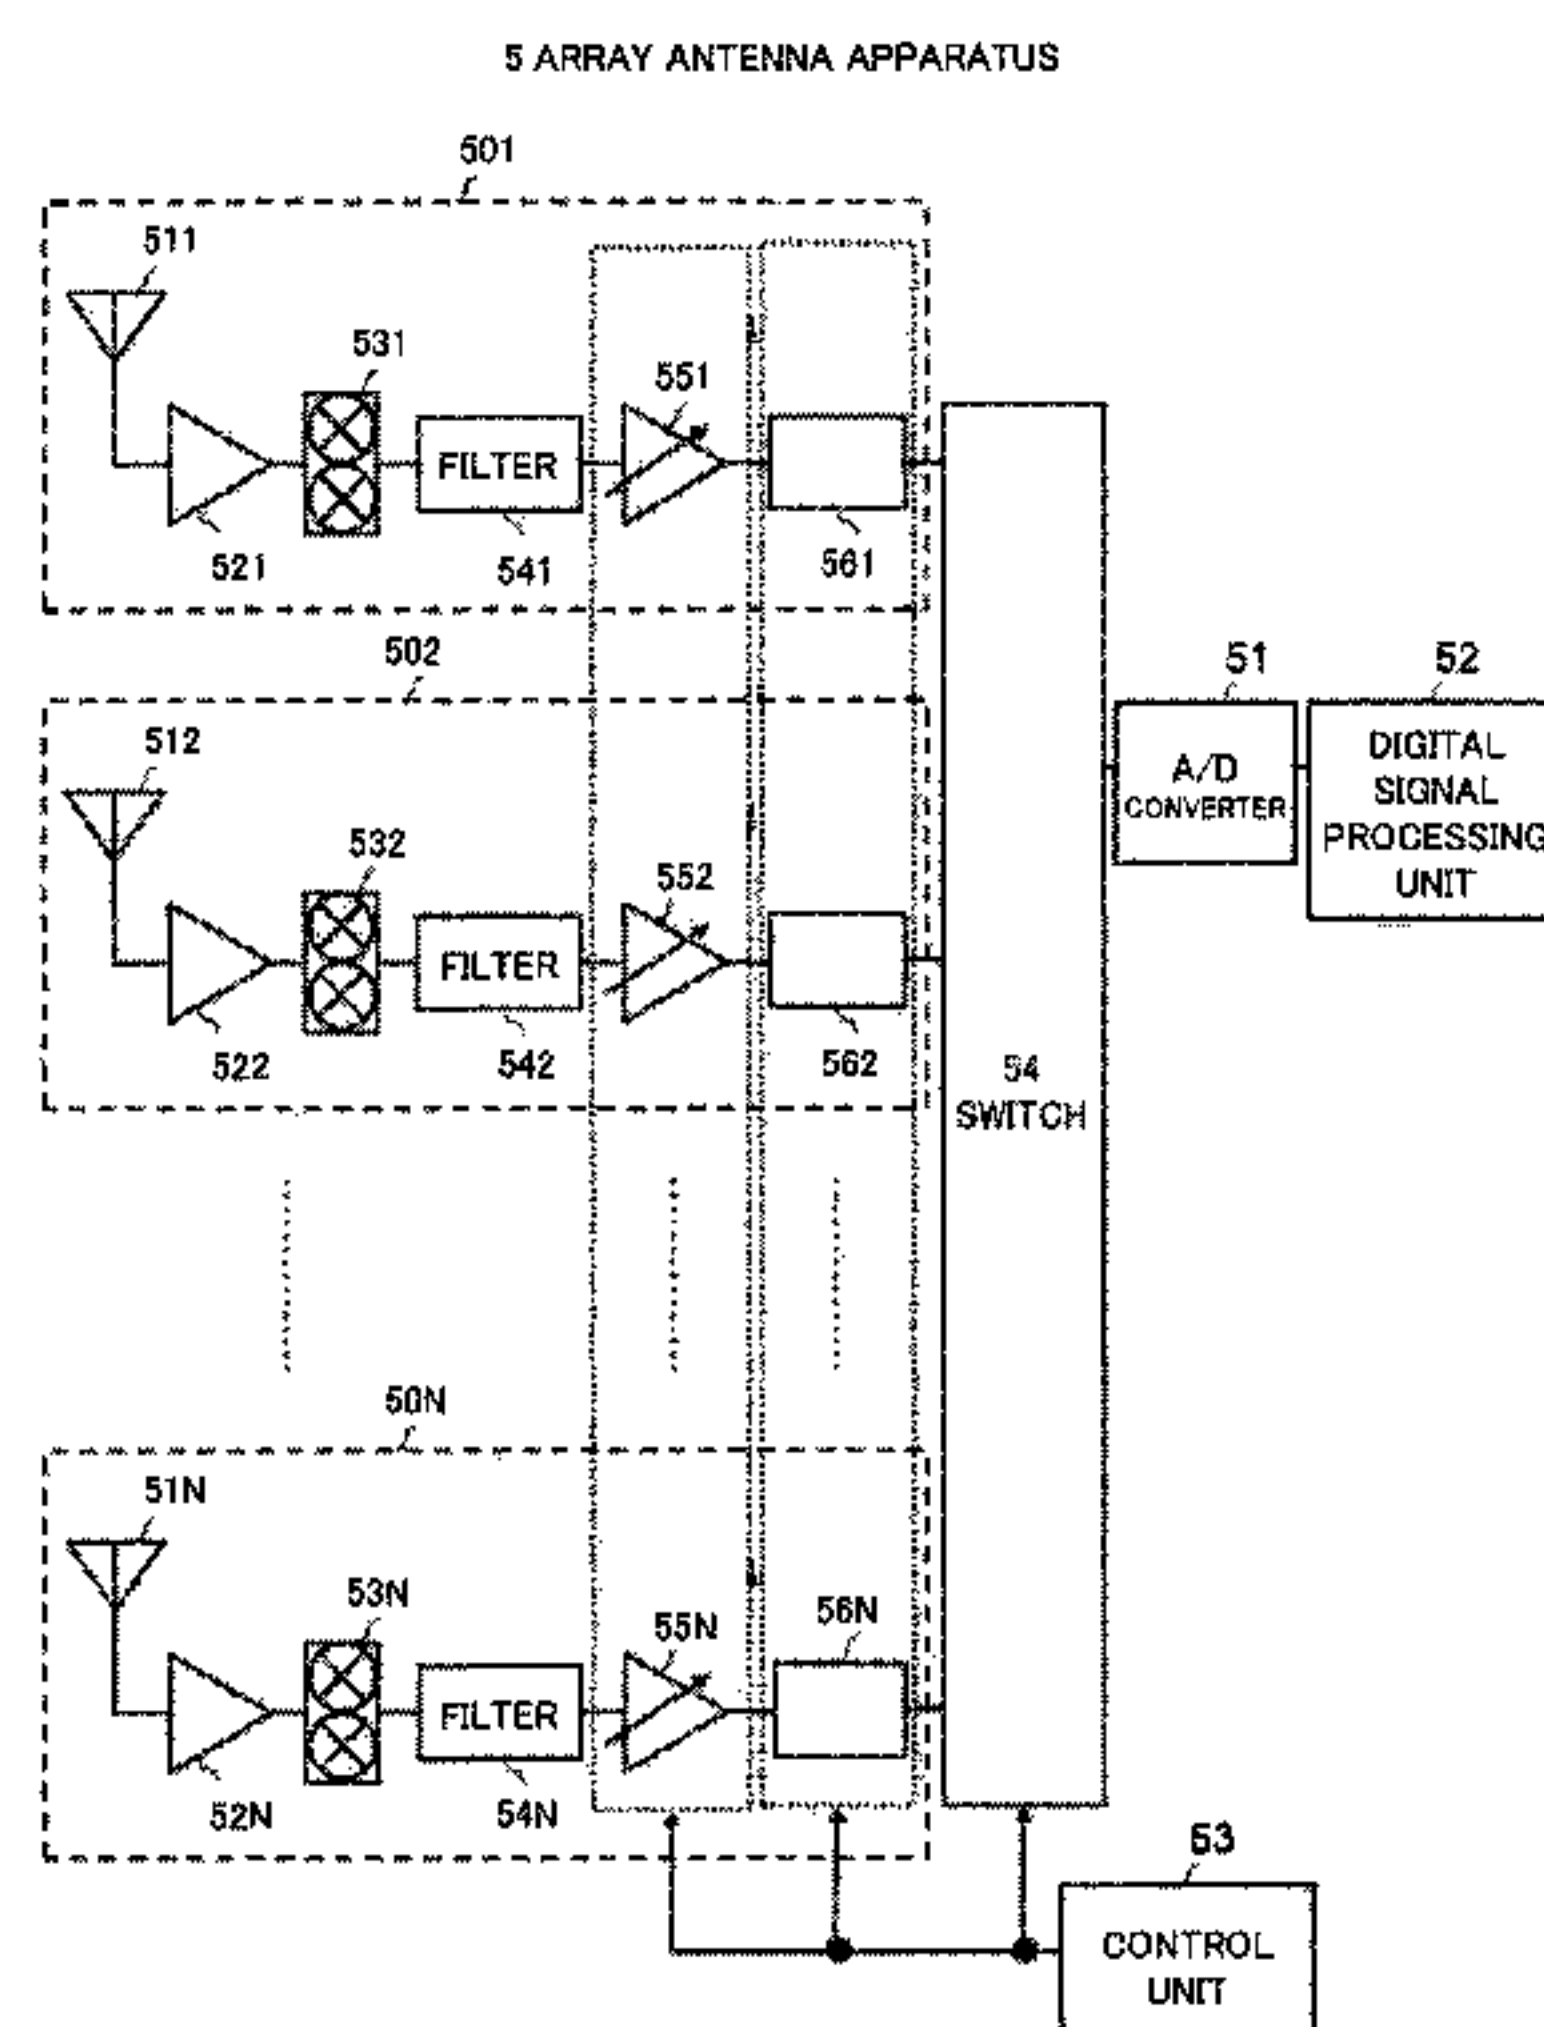 5 ARRAY ANTENNA APPARATUS
501
511
531
551
FILTER
521
541
561
502
512
532
552
FILTER
522
542
562
54
SWITCH
51
A/D
CONVERTER
52
DIGITAL
SIGNAL
PROCESSING
UNIT
50N
51N
53N
55N
56N
FILTER
52N
54N
53
CONTROL
UNIT